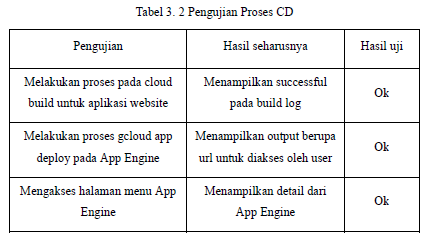 Tabel 3. 2 Pengujian Proses CD
Pengujian
Hasil seharusnya
Hasil uji
Melakukan proses pada cloud
build untuk aplikasi website
Menampilkan successful
pada build log
Ok
Melakukan proses gcloud app
deploy pada App Engine
Menampilkan output berupa
url untuk diakses oleh user
Ok
Mengakses halaman menu App
Engine
Menampilkan detail dari
App Engine
Ok